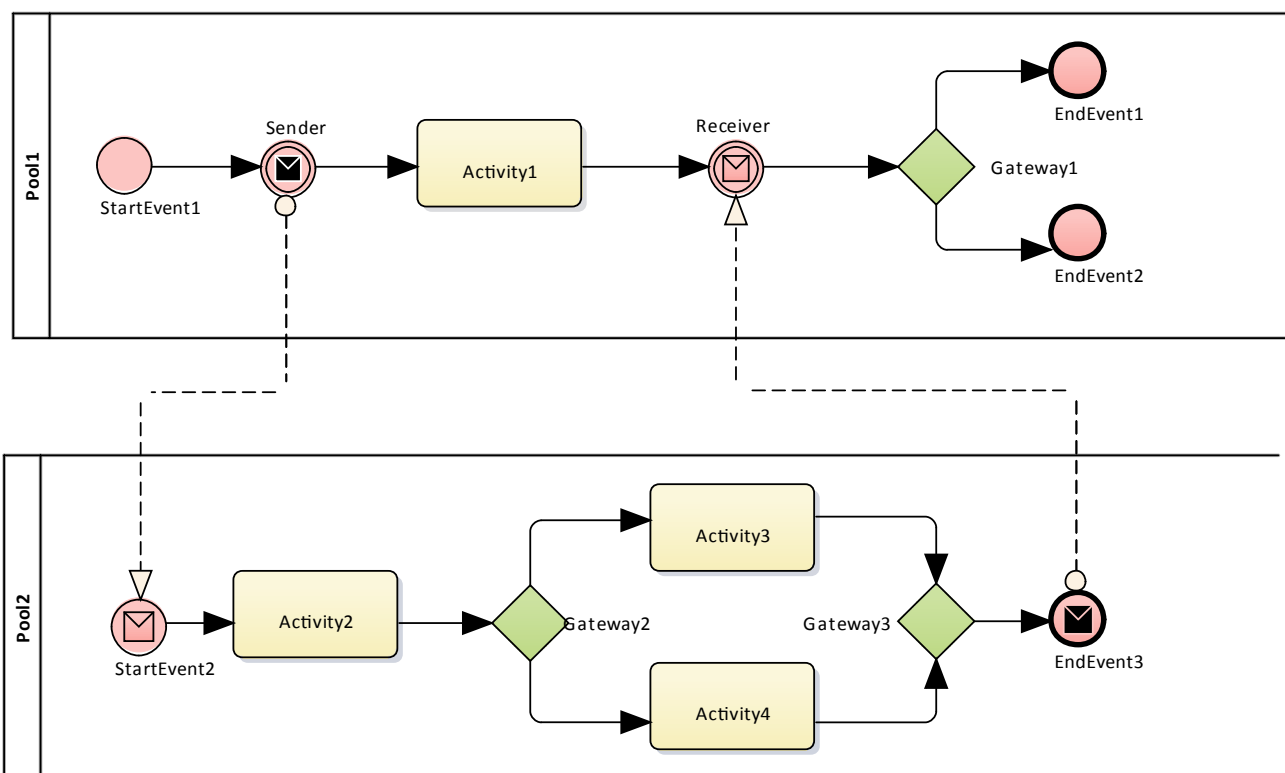 Pool1
Sender
Receiver
EndEvent1
Activity1
Gateway1
StartEvent1
EndEvent2
Pool2
Activity3
Activity2
Gateway2
Gateway3
StartEvent2
EndEvent3
Activity4